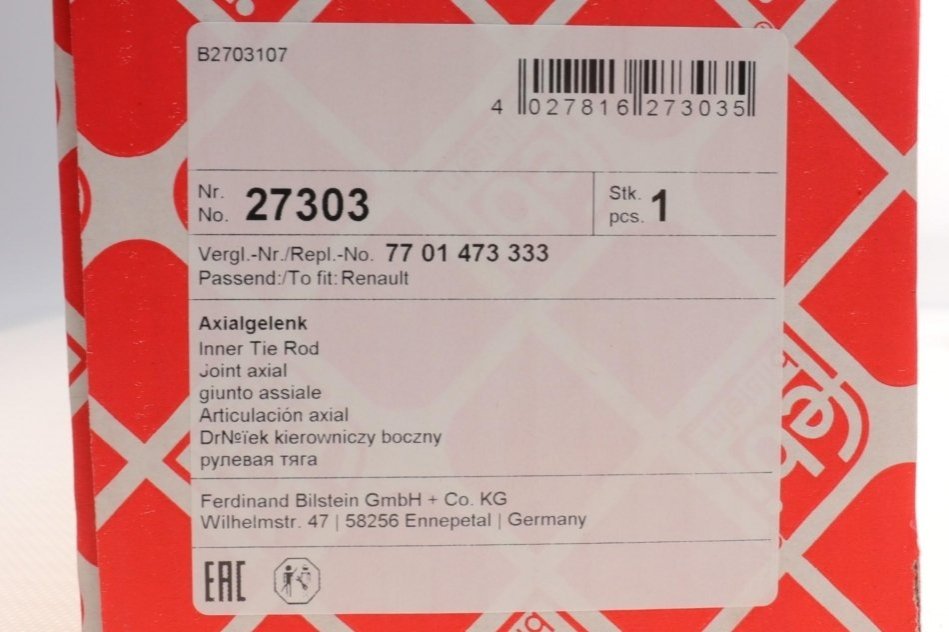 B2703107
4 027816 273035
Nr.
No. 27303
Stk.
pcs. 1
Vergl.-Nr./Repl.-No. 77 01 473 333
Passend:/To fit: Renault
Axialgelenk
Inner Tie Rod
Joint axial
giunto assiale
Articulación axial
Dr№їek kierowniczy boczny
рулевая тяга
Ferdinand Bilstein GmbH + Co. KG
Wilhelmstr. 47 | 58256 Ennepetal | Germany
EAC